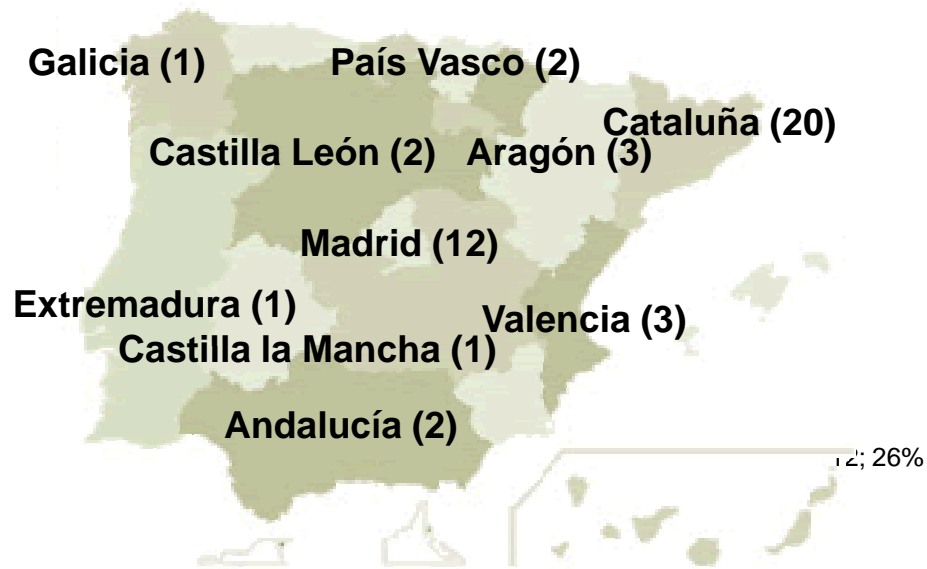 Galicia (1)
País Vasco (2)
Cataluña (20)
Castilla León (2)
Aragón (3)
Madrid (12)
Extremadura (1)
Valencia (3)
Castilla la Mancha (1)
Andalucía (2)
12; 26%